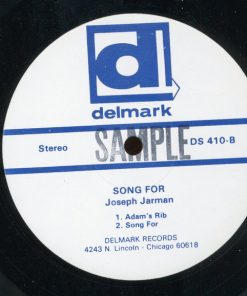 d
delmark
SAMPLE
Stereo DS 410-B
SONG FOR
Joseph Jarman
1. Adam's Rib
2. Song For
DELMARK RECORDS
4243 N. Lincoln - Chicago 60618